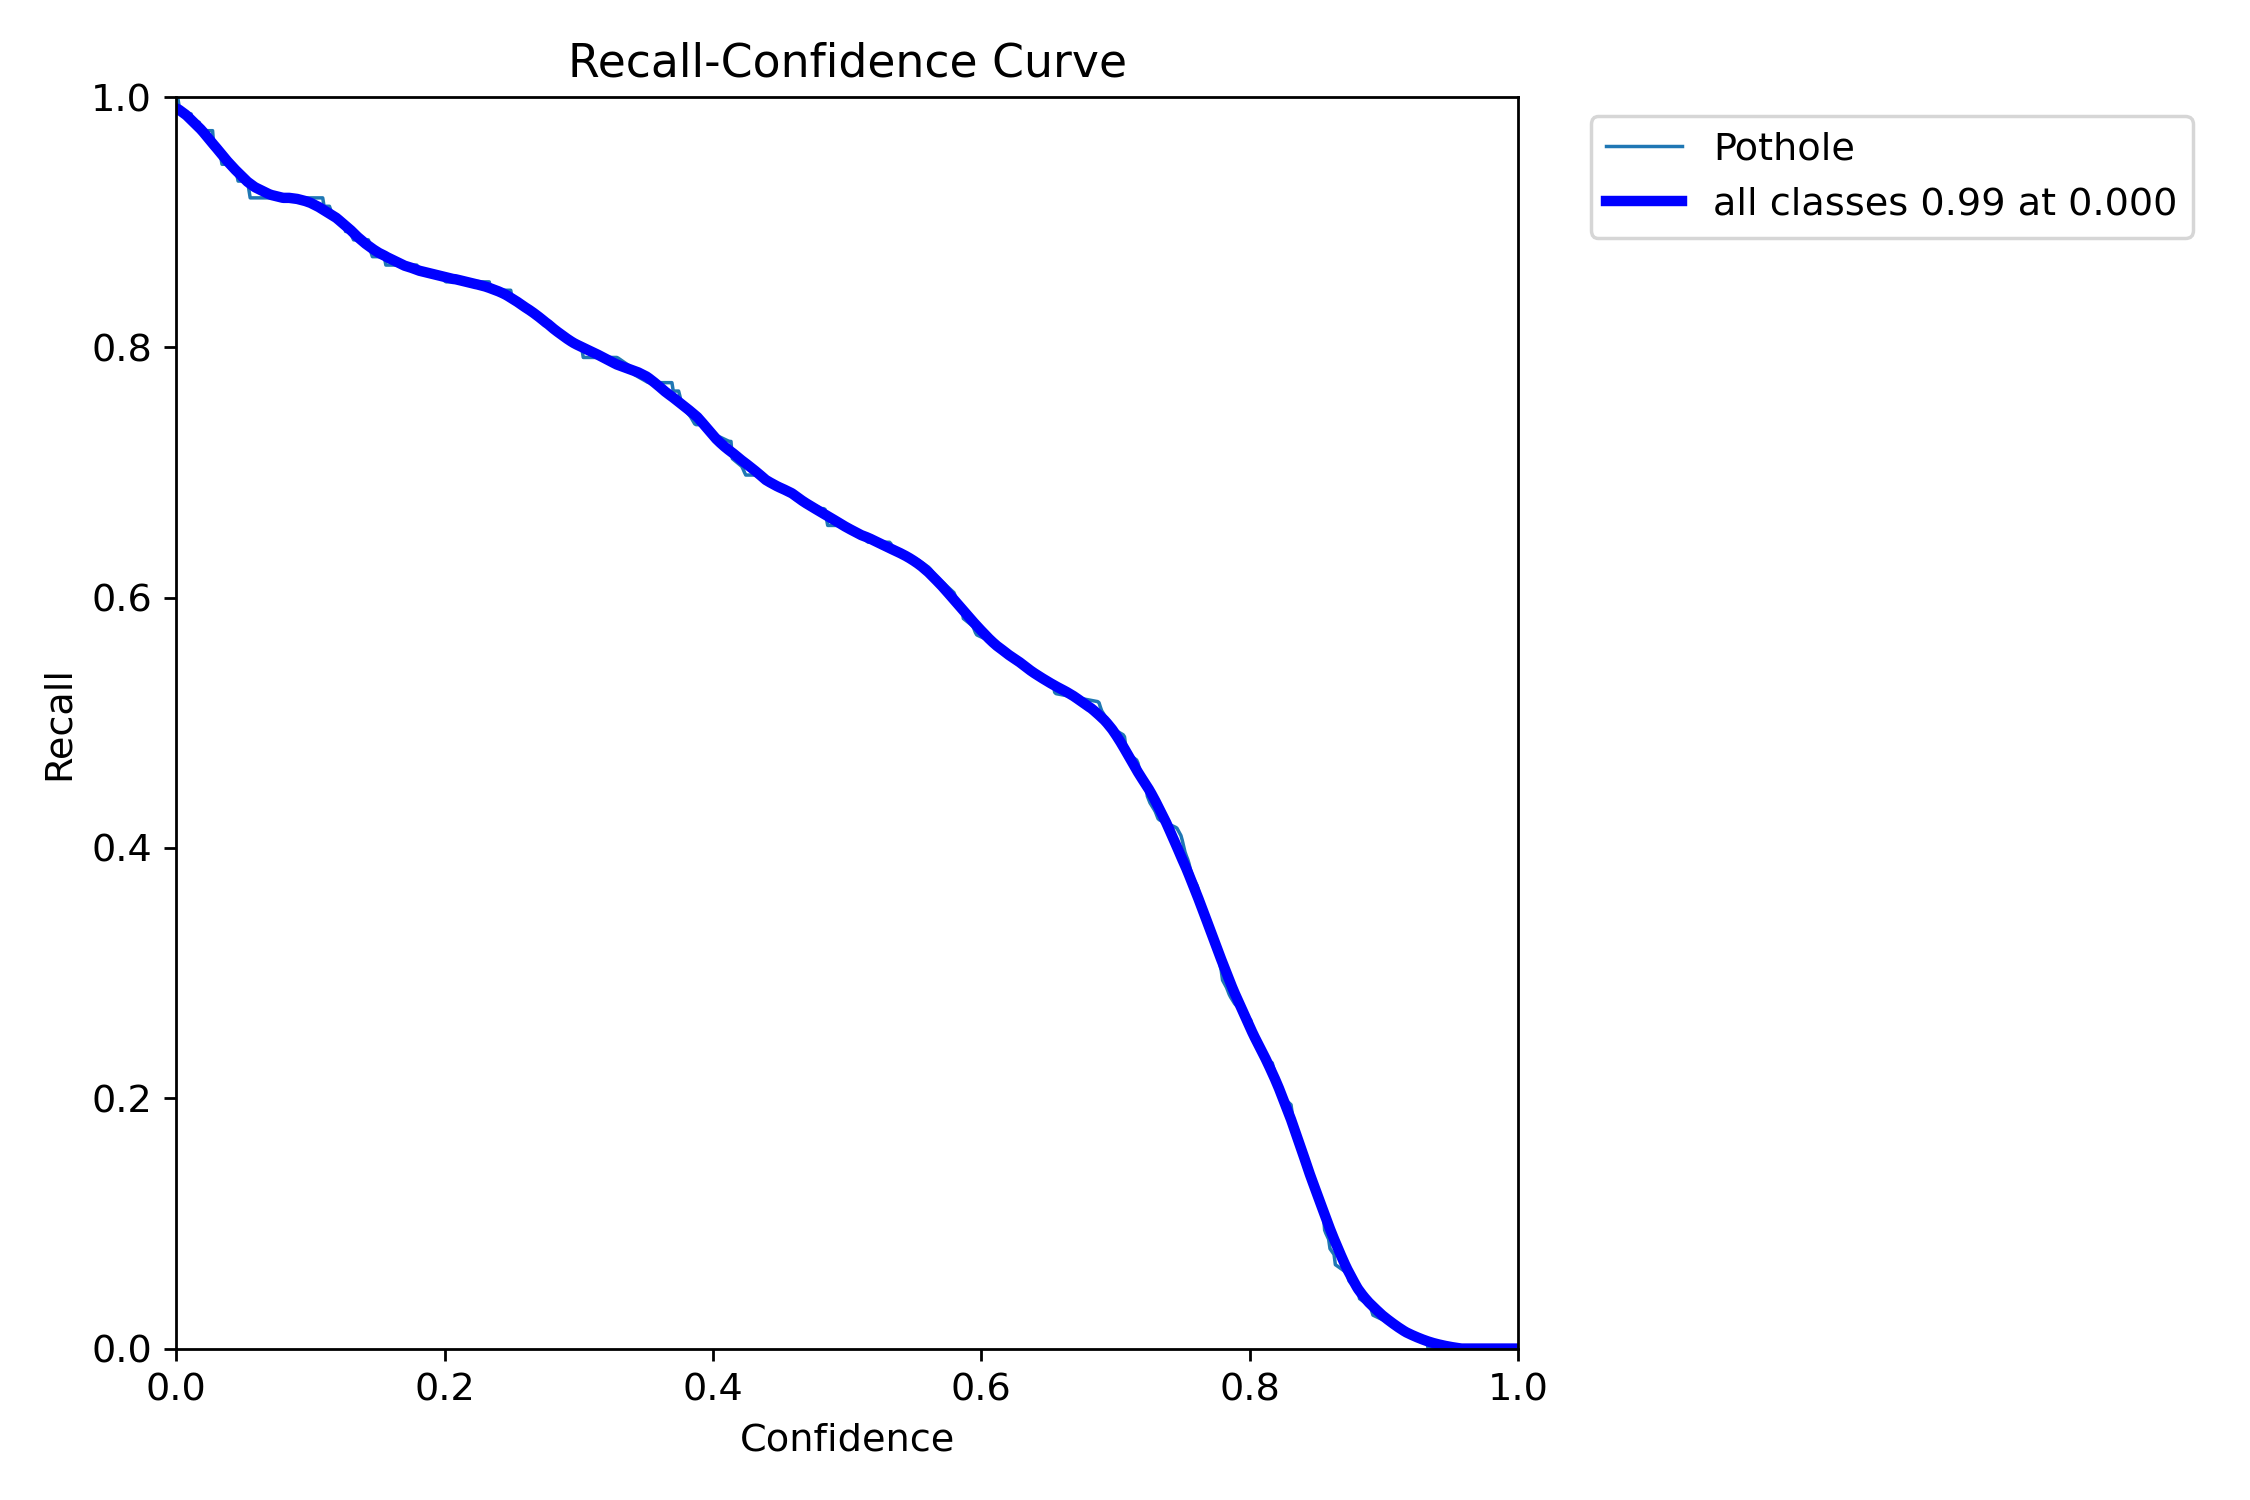 Recall-Confidence Curve
1.0
0.8
0.6
0.4
0.2
0.0
Recall
0.0 0.2 0.4 0.6 0.8 1.0
Confidence
Pothole
all classes 0.99 at 0.000